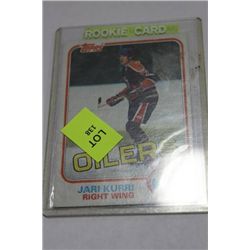 ROOKIE CARD
Topps
LOT
138
OILERS
JARI KURRI
RIGHT WING